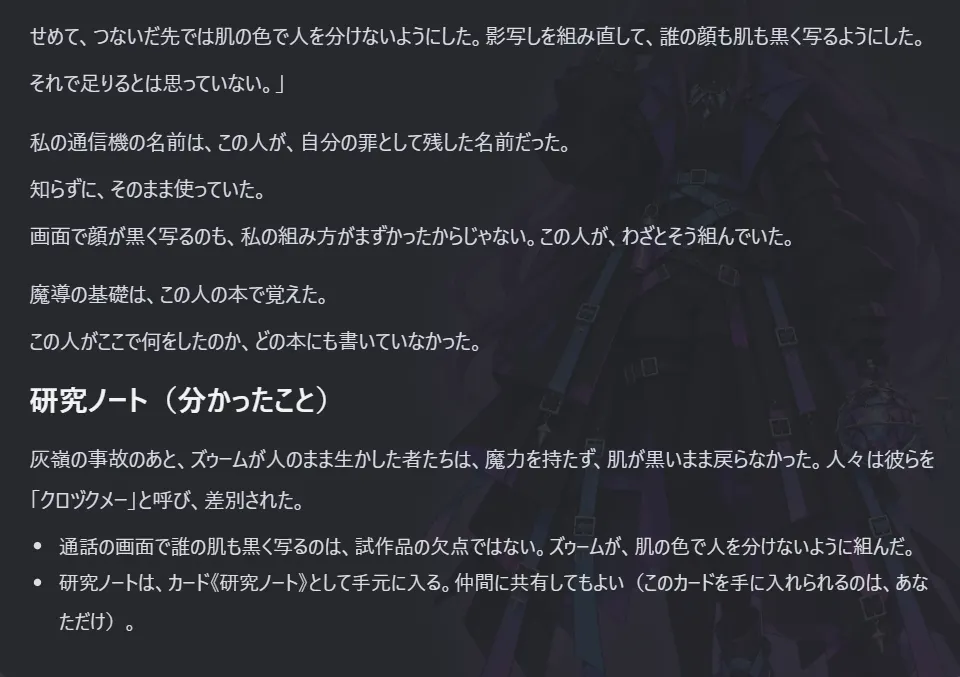 せめて、つないだ先では肌の色で人を分けないようにした。影写しを組み直して、誰の顔も肌も黒く写るようにした。
それで足りるとは思っていない。」
私の通信機の名前は、この人が、自分の罪として残した名前だった。
知らずに、そのまま使っていた。
画面で顔が黒く写るのも、私の組み方がまずかったからじゃない。この人が、わざとそう組んでいた。
魔導の基礎は、この人の本で覚えた。
この人がここで何をしたのか、どの本にも書いていなかった。
研究ノート（分かったこと）
灰嶺の事故のあと、ズゥームが人のまま生かした者たちは、魔力を持たず、肌が黒いまま戻らなかった。人々は彼らを
「クロヅクメー」と呼び、差別された。
• 通話の画面で誰の肌も黒く写るのは、試作品の欠点ではない。ズゥームが、肌の色で人を分けないように組んだ。
• 研究ノートは、カード《研究ノート》として手元に入る。仲間に共有してもよい（このカードを手に入れられるのは、あな
ただけ）。